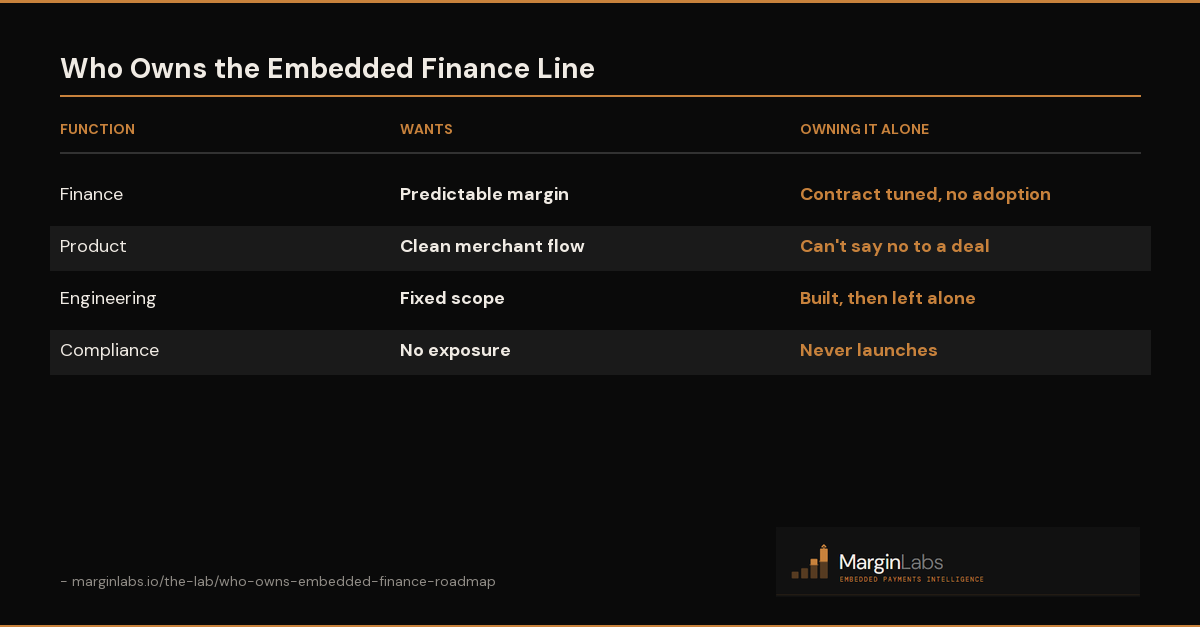 Who Owns the Embedded Finance Line
FUNCTION WANTS OWNING IT ALONE
Finance Predictable margin Contract tuned, no adoption
Product Clean merchant flow Can't say no to a deal
Engineering Fixed scope Built, then left alone
Compliance No exposure Never launches
MarginLabs
EMBEDDED PAYMENTS INTELLIGENCE
- marginlabs.io/the-lab/who-owns-embedded-finance-roadmap